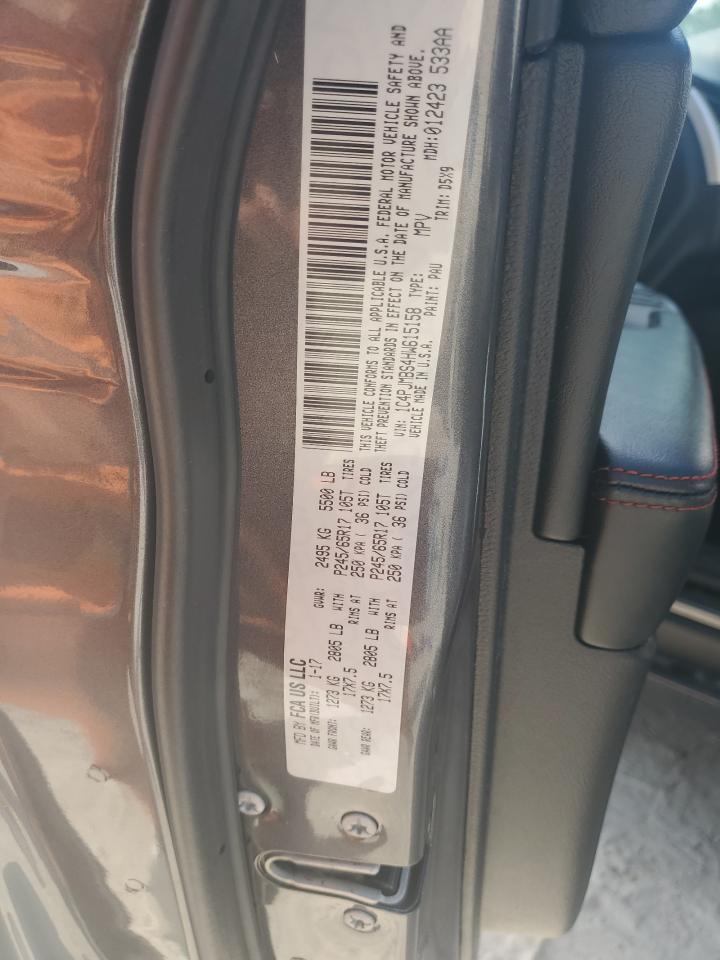 MFD BY FCA US LLC
DATE OF MFR(BUILT): 1-17 GVWR: 2495 KG 5500 LB
GAWR FRONT: 1273 KG 2805 LB WITH P245/65R17 105T TIRES
17X7.5 RIMS AT 250 KPA ( 36 PSI) COLD
GAWR REAR: 1273 KG 2805 LB WITH P245/65R17 105T TIRES
17X7.5 RIMS AT 250 KPA ( 36 PSI) COLD
THIS VEHICLE CONFORMS TO ALL APPLICABLE U.S.A. FEDERAL MOTOR VEHICLE SAFETY AND
THEFT PREVENTION STANDARDS IN EFFECT ON THE DATE OF MANUFACTURE SHOWN ABOVE.
VIN: 1C4PJMBS4HW615158 TYPE: MPV MDH:012423 533AA
VEHICLE MADE IN U.S.A. PAINT: PAU TRIM: D5X9